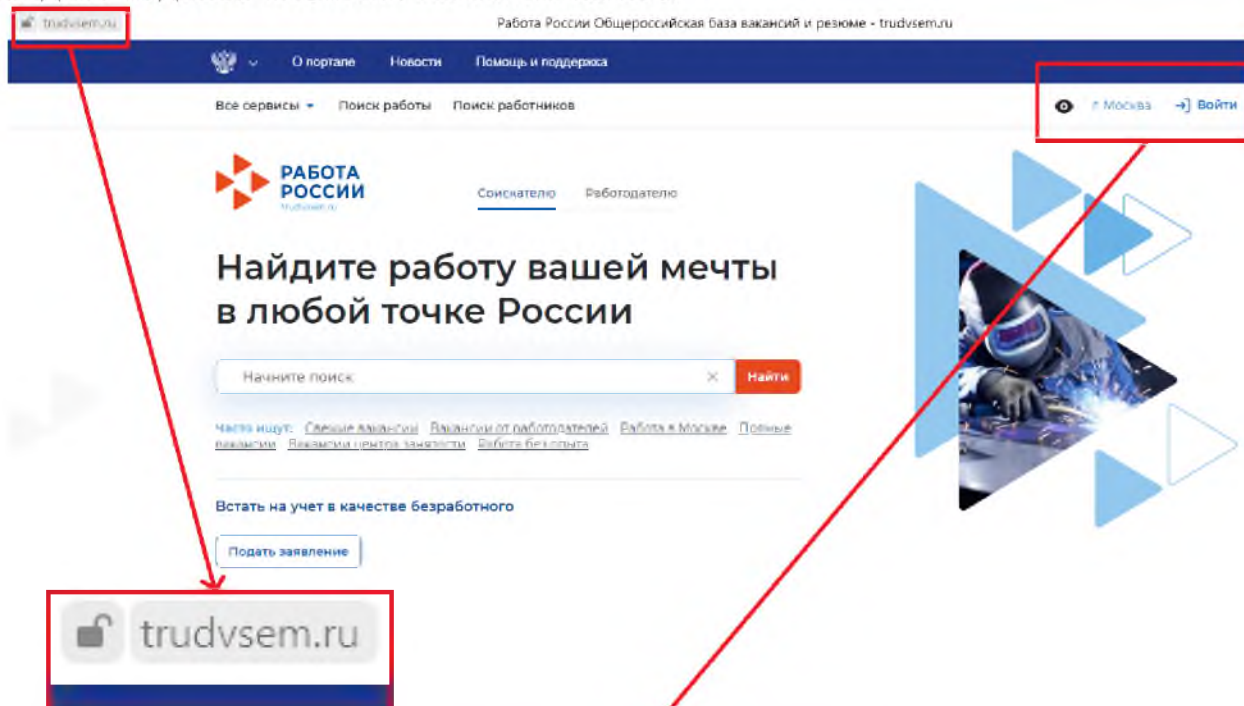 trudvsem.ru
Работа России Общероссийская база вакансий и резюме - trudvsem.ru
О портале Новости Помощь и поддержка
Все сервисы Поиск работы Поиск работников
г Москва Войти
РАБОТА
РОССИИ
trudvsem.ru
Соискателю Работодателю
Найдите работу вашей мечты
в любой точке России
Начните поиск
Найти
Часто ищут: Свежие вакансии Вакансии от работодателей Работа в Москве Полные
вакансии Вакансии центра занятости Работа без опыта
Встать на учет в качестве безработного
Подать заявление
trudvsem.ru